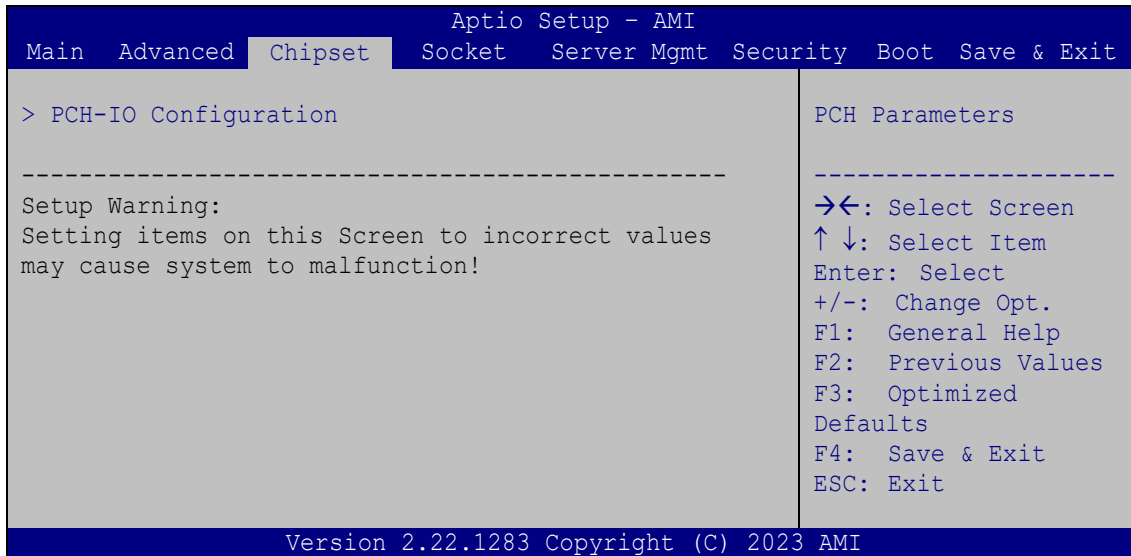 Aptio Setup – AMI
Main Advanced Chipset Socket Server Mgmt Security Boot Save & Exit
> PCH-IO Configuration
-------------------------------------------------
Setup Warning:
Setting items on this Screen to incorrect values
may cause system to malfunction!
PCH Parameters
---------------------
→←: Select Screen
↑ ↓: Select Item
Enter: Select
+/-: Change Opt.
F1: General Help
F2: Previous Values
F3: Optimized
Defaults
F4: Save & Exit
ESC: Exit
Version 2.22.1283 Copyright (C) 2023 AMI